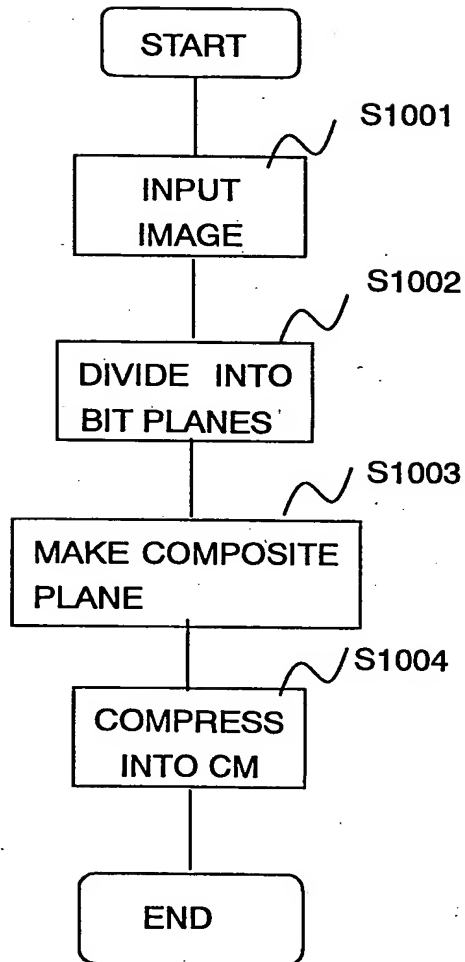 START
S1001
INPUT
IMAGE
S1002
DIVIDE INTO
BIT PLANES
S1003
MAKE COMPOSITE
PLANE
S1004
COMPRESS
INTO CM
END